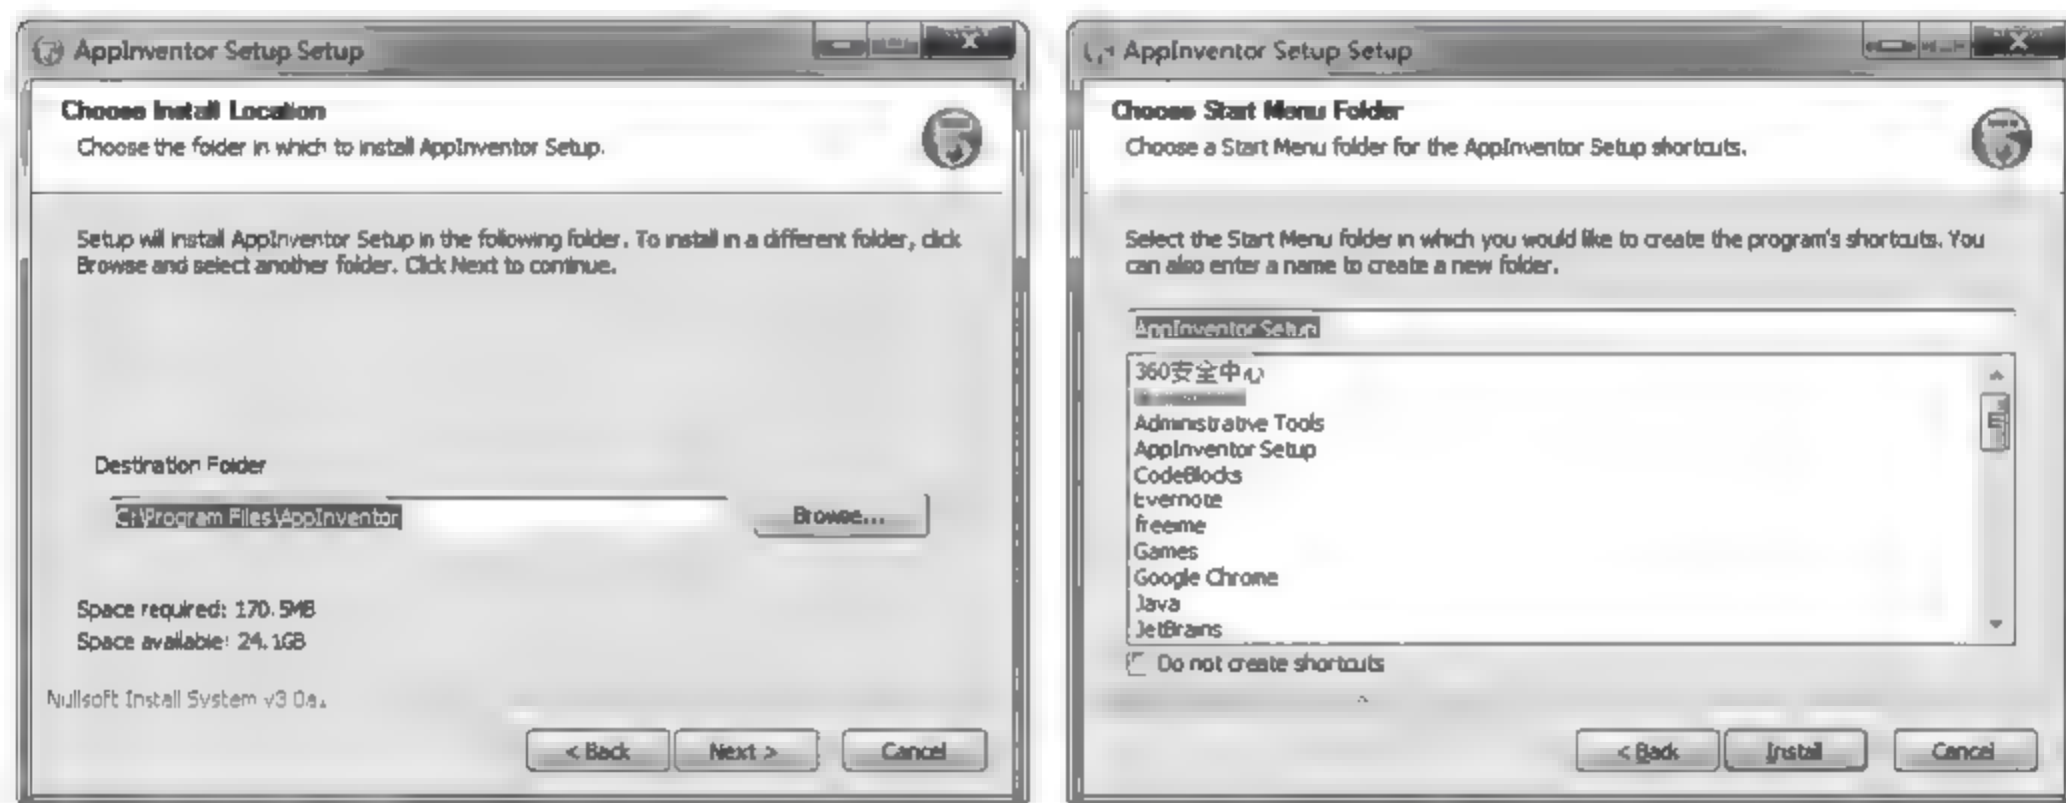 AppInventor Setup Setup
Choose Install Location
Choose the folder in which to install AppInventor Setup.
Setup will install AppInventor Setup in the following folder. To install in a different folder, click
Browse and select another folder. Click Next to continue.
Destination Folder
C:\Program Files\AppInventor
Browse...
Space required: 170.5MB
Space available: 24.1GB
Nullsoft Install System
< Back
Next >
Cancel
AppInventor Setup Setup
Choose Start Menu Folder
Choose a Start Menu folder for the AppInventor Setup shortcuts.
Select the Start Menu folder in which you would like to create the program's shortcuts. You
can also enter a name to create a new folder.
AppInventor Setup
360安全中心
Administrative Tools
AppInventor Setup
CodeBlocks
Evernote
freeime
Games
Google Chrome
Java
JetBrains
Do not create shortcuts
< Back
Install
Cancel